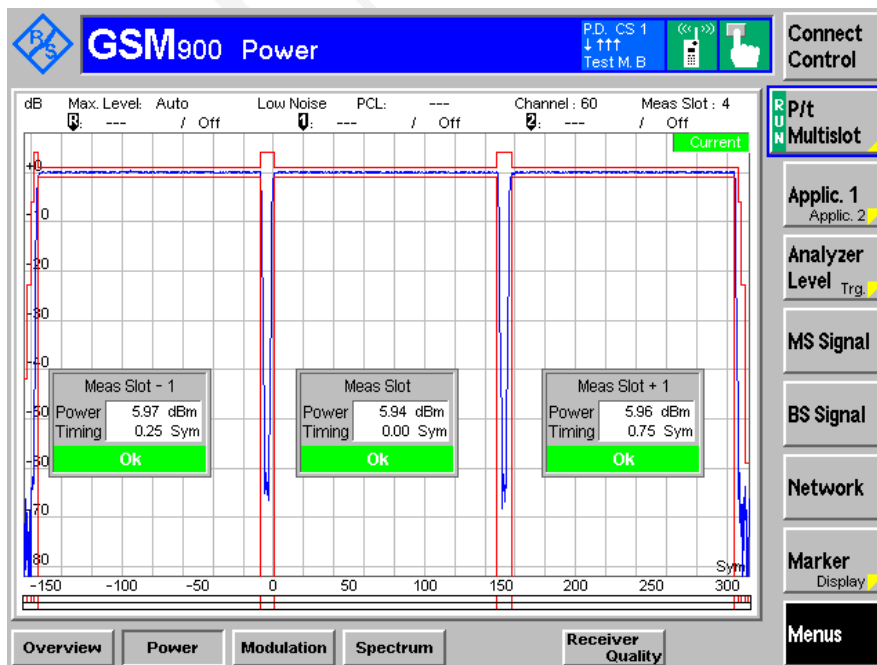 R/S
GSM900 Power
P.D. CS 1
Test M. B
Connect Control
dB Max. Level: Auto Low Noise PCL: --- Channel : 60 Meas Slot : 4
R: --- / Off 1: --- / Off 2: --- / Off
Current
RUN
P/t Multislot
Applic. 1
Applic. 2
Analyzer Level Trg.
MS Signal
BS Signal
Network
Marker
Display
Menus
+0
-10
-20
-30
-40
-50
-60
-70
80
Meas Slot - 1
Power 5.97 dBm
Timing 0.25 Sym
Ok
Meas Slot
Power 5.94 dBm
Timing 0.00 Sym
Ok
Meas Slot + 1
Power 5.96 dBm
Timing 0.75 Sym
Ok
Sym
-150 -100 -50 0 50 100 150 200 250 300
Overview Power Modulation Spectrum Receiver Quality